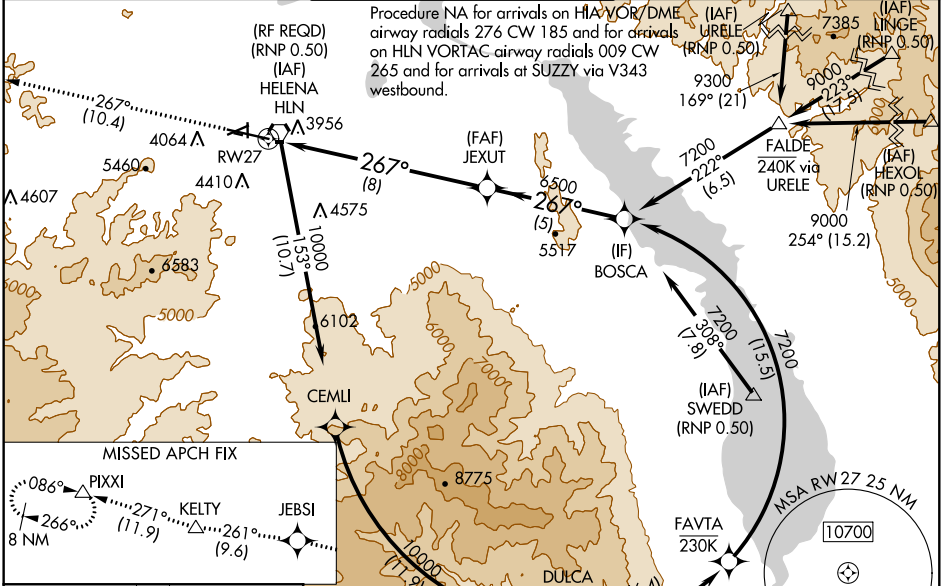 Procedure NA for arrivals on HIA VOR/DME
airway radials 276 CW 185 and for arrivals
on HLN VORTAC airway radials 009 CW
265 and for arrivals at SUZZY via V343
westbound.
(RF REQD)
(RNP 0.50)
(IAF)
HELENA
HLN
(IAF)
URELE
(RNP 0.50)
7385
(IAF)
LINGE
(RNP 0.50)
9300
169° (21)
9000
223°
(17.5)
267°
(10.4)
4064
3956
RW27
5460
4410
4607
4575
(FAF)
JEXUT
267°
(8)
6500
267°
(5)
5517
(IF)
BOSCA
7200
222°
(6.5)
FALDE
240K via
URELE
(IAF)
HEXOL
(RNP 0.50)
9000
254° (15.2)
10000
153°
(10.7)
6583
5000
6000
5000
5000
6102
6000
7000
8000
7200
308°
(7.8)
7200
(15.5)
(IAF)
SWEDD
(RNP 0.50)
CEMLI
8775
MISSED APCH FIX
086°
PIXXI
266°
8 NM
271°
(11.9)
KELTY
261°
(9.6)
JEBSI
10000
DULCA
FAVTA
230K
MSA RW27 25 NM
10700